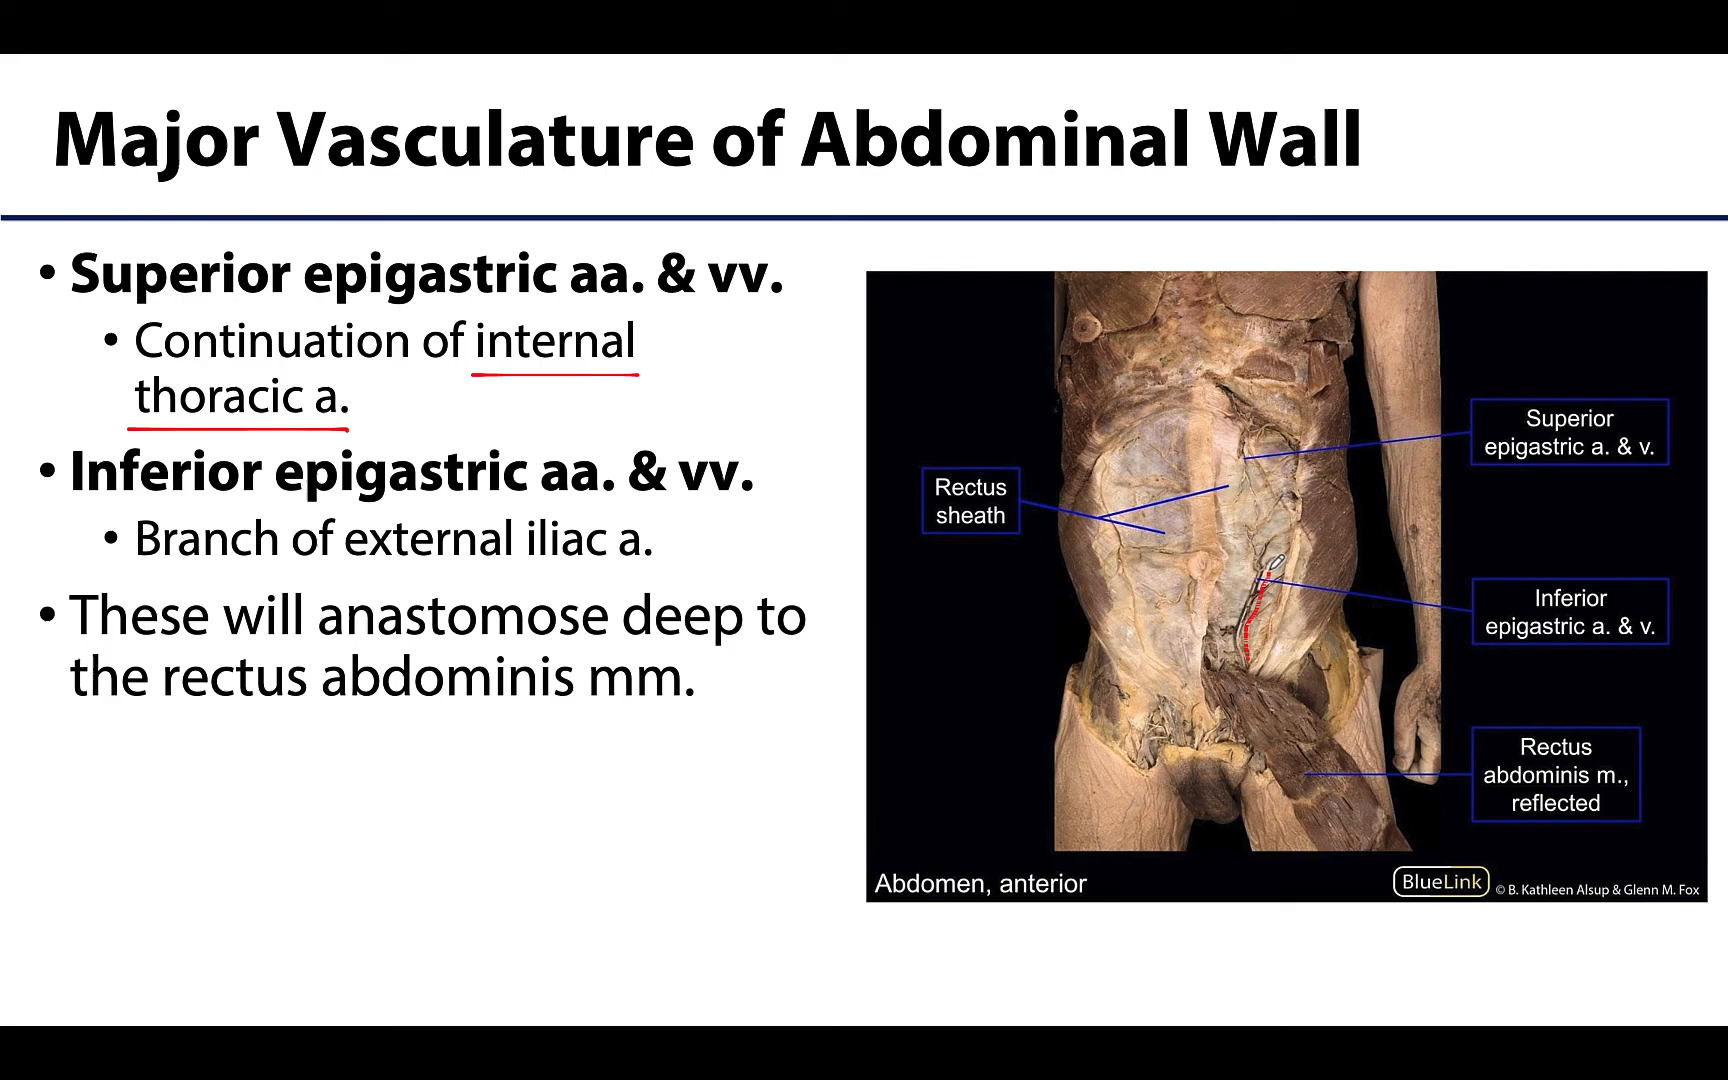 Major Vasculature of Abdominal Wall
• Superior epigastric aa. & vv.
• Continuation of internal
thoracic a.
• Inferior epigastric aa. & vv.
• Branch of external iliac a.
• These will anastomose deep to
the rectus abdominis mm.
Rectus
sheath
Superior
epigastric a. & v.
Inferior
epigastric a. & v.
Rectus
abdominis m.,
reflected
Abdomen, anterior
BlueLink © B. Kathleen Alsup & Glenn M. Fox